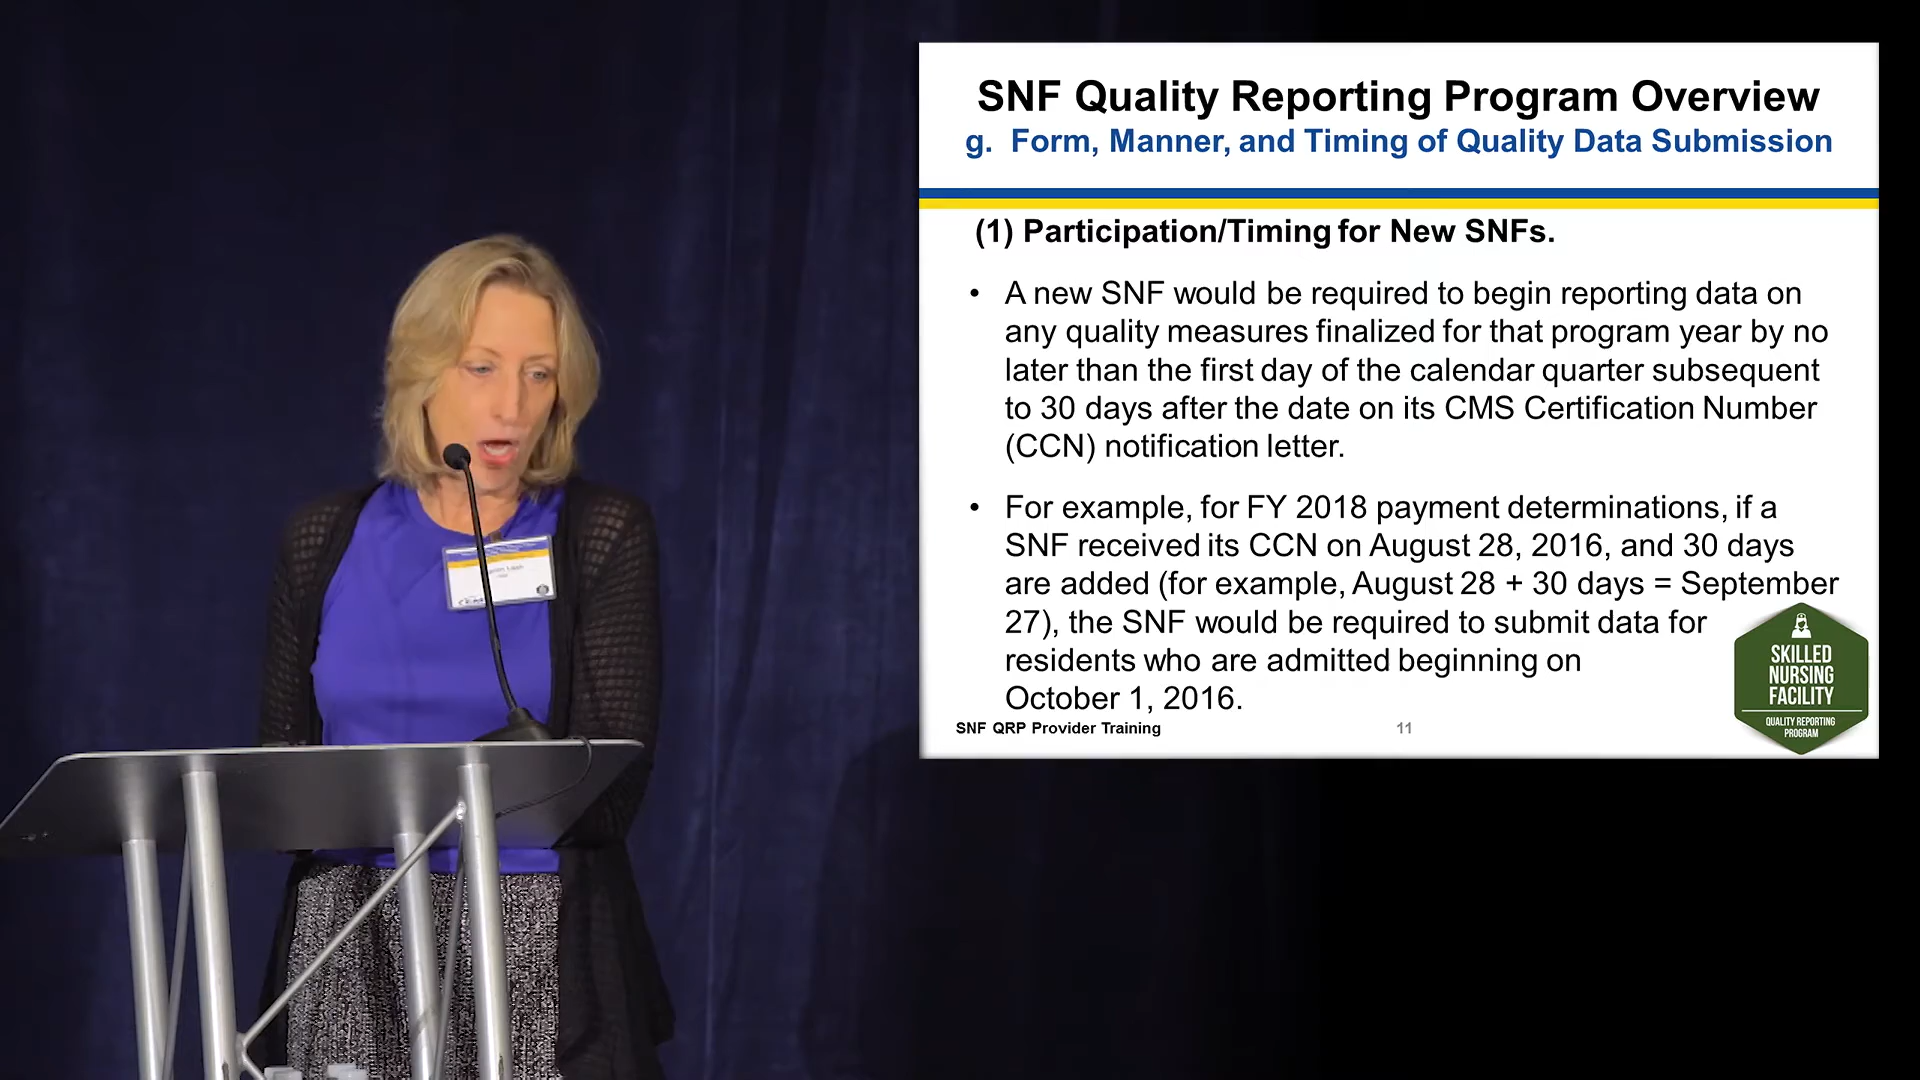 SNF Quality Reporting Program Overview
g. Form, Manner, and Timing of Quality Data Submission
(1) Participation/Timing for New SNFs.
• A new SNF would be required to begin reporting data on
any quality measures finalized for that program year by no
later than the first day of the calendar quarter subsequent
to 30 days after the date on its CMS Certification Number
(CCN) notification letter.
• For example, for FY 2018 payment determinations, if a
SNF received its CCN on August 28, 2016, and 30 days
are added (for example, August 28 + 30 days = September
27), the SNF would be required to submit data for
residents who are admitted beginning on
October 1, 2016.
SKILLED
NURSING
FACILITY
QUALITY REPORTING
PROGRAM
SNF QRP Provider Training
11